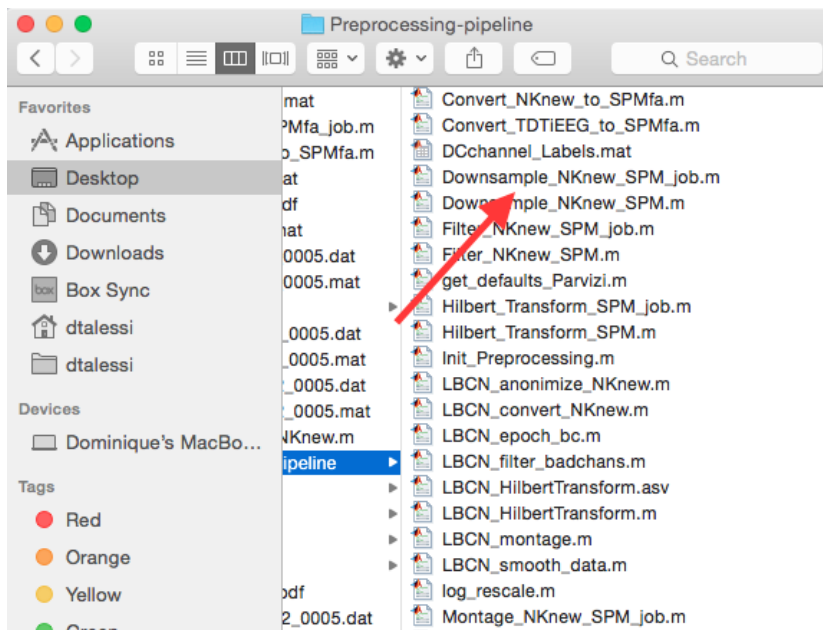 Preprocessing-pipeline
Search
Favorites
Applications
Desktop
Documents
Downloads
box
Box Sync
dtalessi
dtalessi
Devices
Dominique's MacBo...
Tags
Red
Orange
Yellow
Green
mat
PMfa_job.m
o_SPMfa.m
at
df
nat
0005.dat
0005.mat
_0005.dat
_0005.mat
2_0005.dat
2_0005.mat
NKnew.m
ipeline
odf
2_0005.dat
Convert_NKnew_to_SPMfa.m
Convert_TDTiEEG_to_SPMfa.m
DCchannel_Labels.mat
Downsample_NKnew_SPM_job.m
Downsample_NKnew_SPM.m
Filter_NKnew_SPM_job.m
Filter_NKnew_SPM.m
get_defaults_Parvizi.m
Hilbert_Transform_SPM_job.m
Hilbert_Transform_SPM.m
Init_Preprocessing.m
LBCN_anonimize_NKnew.m
LBCN_convert_NKnew.m
LBCN_epoch_bc.m
LBCN_filter_badchans.m
LBCN_HilbertTransform.asv
LBCN_HilbertTransform.m
LBCN_montage.m
LBCN_smooth_data.m
log_rescale.m
Montage_NKnew_SPM_job.m